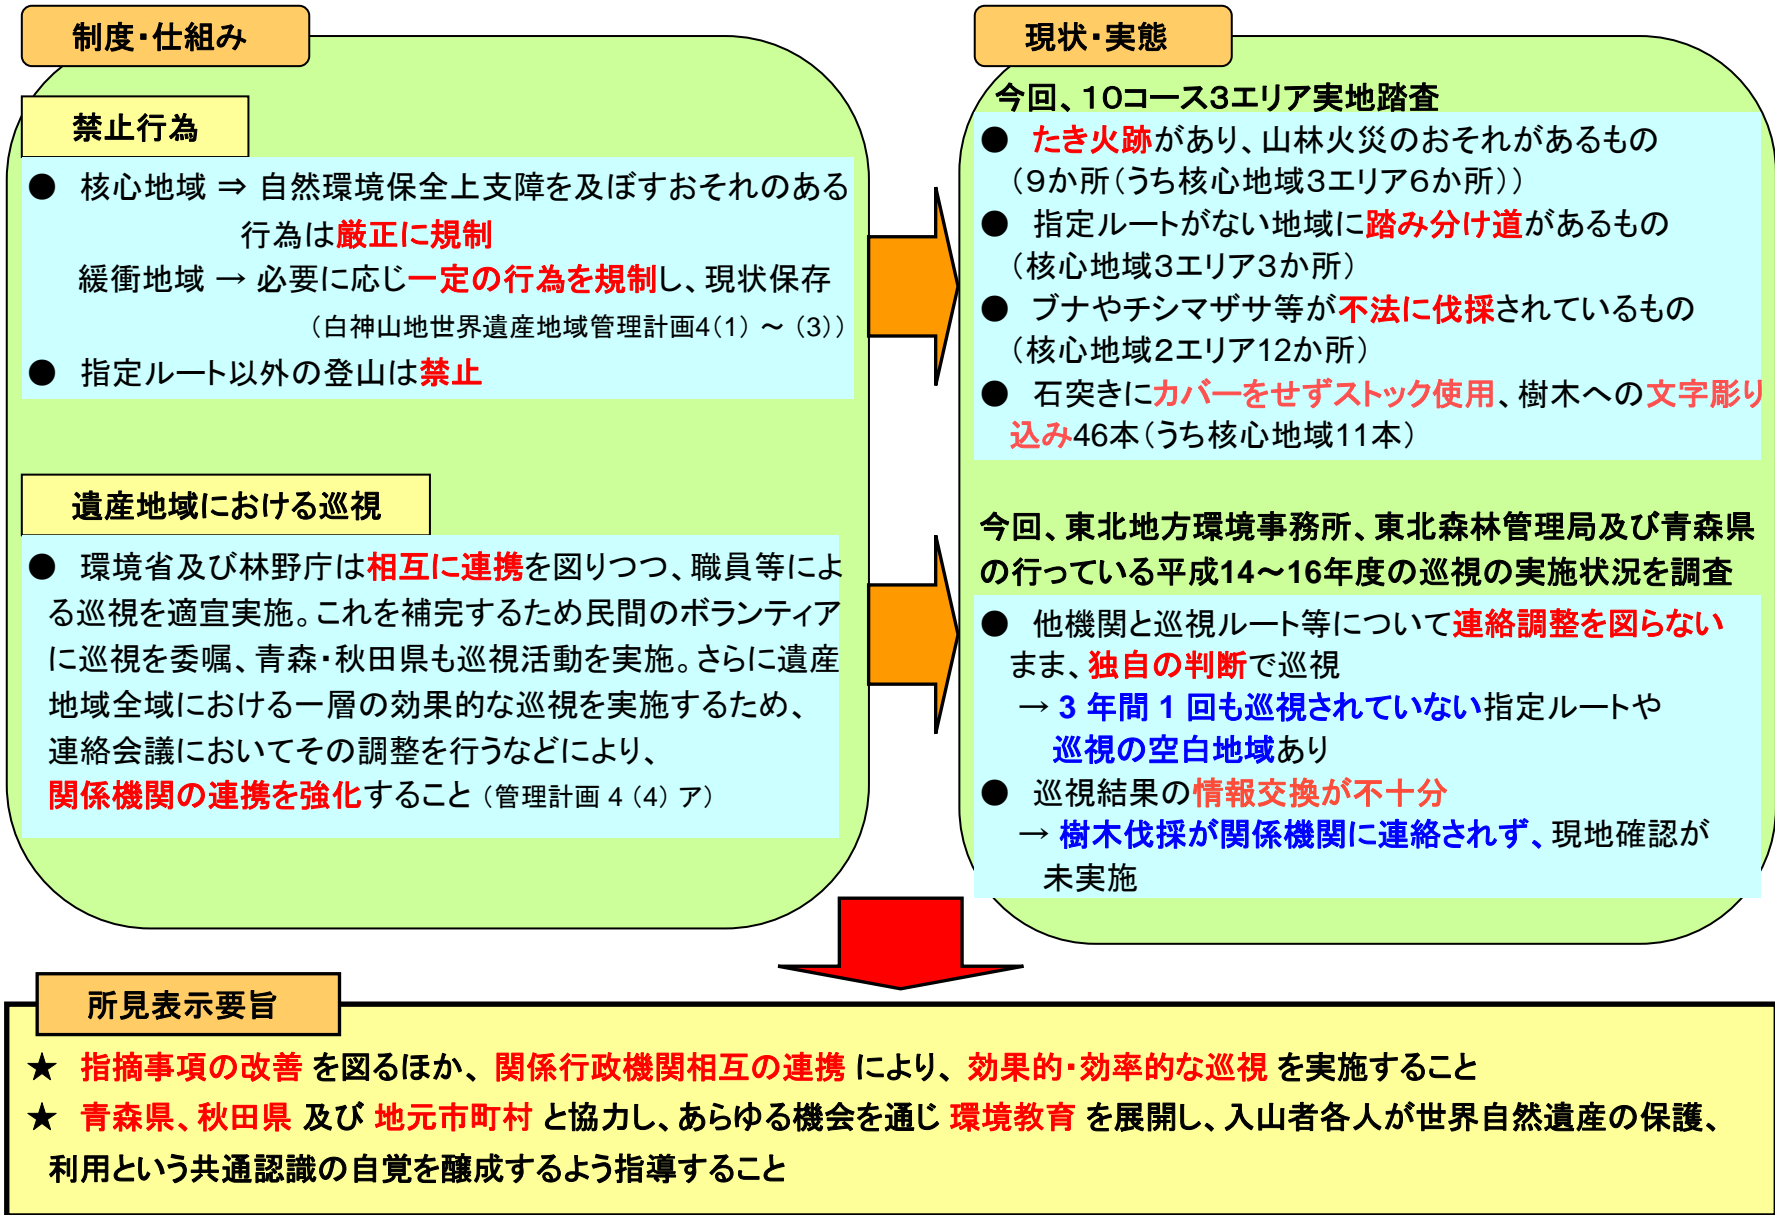 制度・仕組み
禁止行為
● 核心地域 ⇒ 自然環境保全上支障を及ぼすおそれのある
行為は厳正に規制
緩衝地域 → 必要に応じ一定の行為を規制し、現状保存
（白神山地世界遺産地域管理計画4（1）～（3））
● 指定ルート以外の登山は禁止
遺産地域における巡視
● 環境省及び林野庁は相互に連携を図りつつ、職員等によ
る巡視を適宜実施。これを補完するため民間のボランティア
に巡視を委嘱、青森・秋田県も巡視活動を実施。さらに遺産
地域全域における一層の効果的な巡視を実施するため、
連絡会議においてその調整を行うなどにより、
関係機関の連携を強化すること（管理計画 4（4）ア）
現状・実態
今回、10コース3エリア実地踏査
● たき火跡があり、山林火災のおそれがあるもの
（9か所（うち核心地域3エリア6か所））
● 指定ルートがない地域に踏み分け道があるもの
（核心地域3エリア3か所）
● ブナやチシマザサ等が不法に伐採されているもの
（核心地域2エリア12か所）
● 石突きにカバーをせずストック使用、樹木への文字彫り
込み46本（うち核心地域11本）
今回、東北地方環境事務所、東北森林管理局及び青森県
の行っている平成14～16年度の巡視の実施状況を調査
● 他機関と巡視ルート等について連絡調整を図らない
まま、独自の判断で巡視
→ 3 年間 1 回も巡視されていない指定ルートや
巡視の空白地域あり
● 巡視結果の情報交換が不十分
→ 樹木伐採が関係機関に連絡されず、現地確認が
未実施
所見表示要旨
★ 指摘事項の改善 を図るほか、関係行政機関相互の連携 により、効果的・効率的な巡視 を実施すること
★ 青森県、秋田県 及び 地元市町村 と協力し、あらゆる機会を通じ 環境教育 を展開し、入山者各人が世界自然遺産の保護、
利用という共通認識の自覚を醸成するよう指導すること